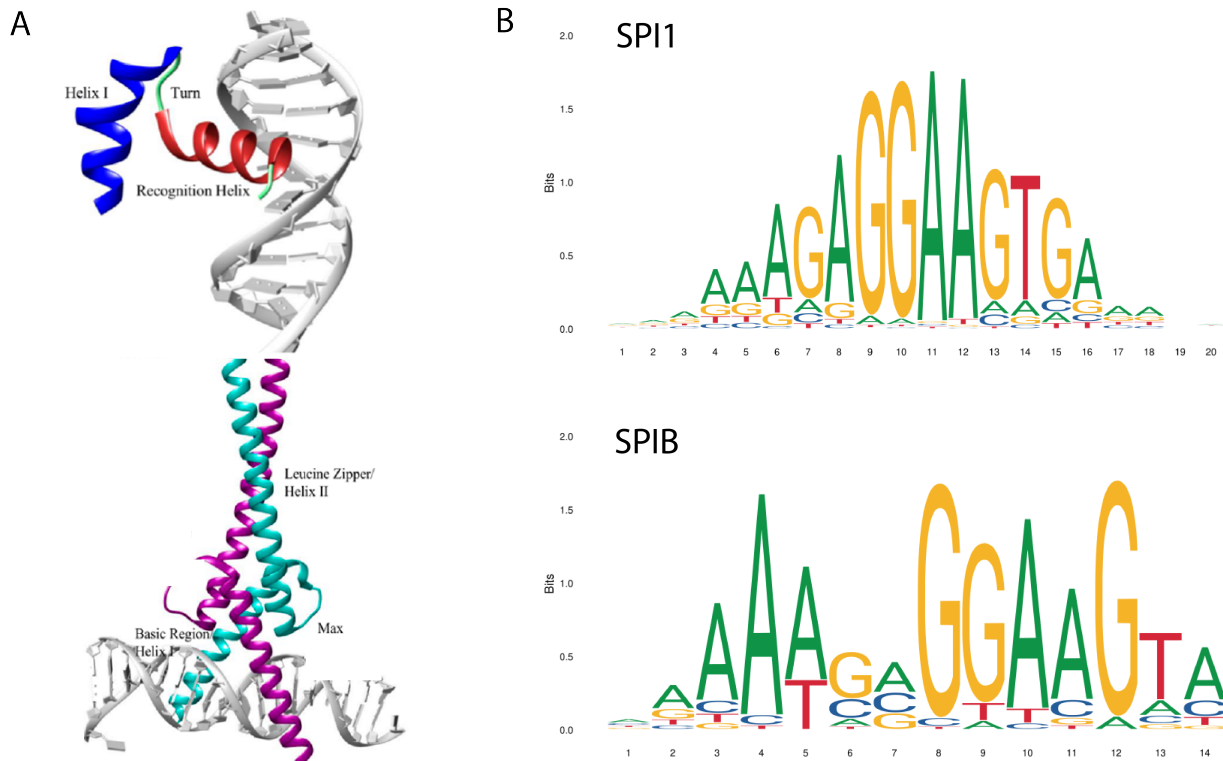 A
Helix I
Turn
Recognition Helix
Leucine Zipper/
Helix II
Basic Region/
Helix I
Max
B
SPI1
2.0
1.5
1.0
0.5
0.0
Bits
1 2 3 4 5 6 7 8 9 10 11 12 13 14 15 16 17 18 19 20
SPIB
2.0
1.5
1.0
0.5
0.0
Bits
1 2 3 4 5 6 7 8 9 10 11 12 13 14